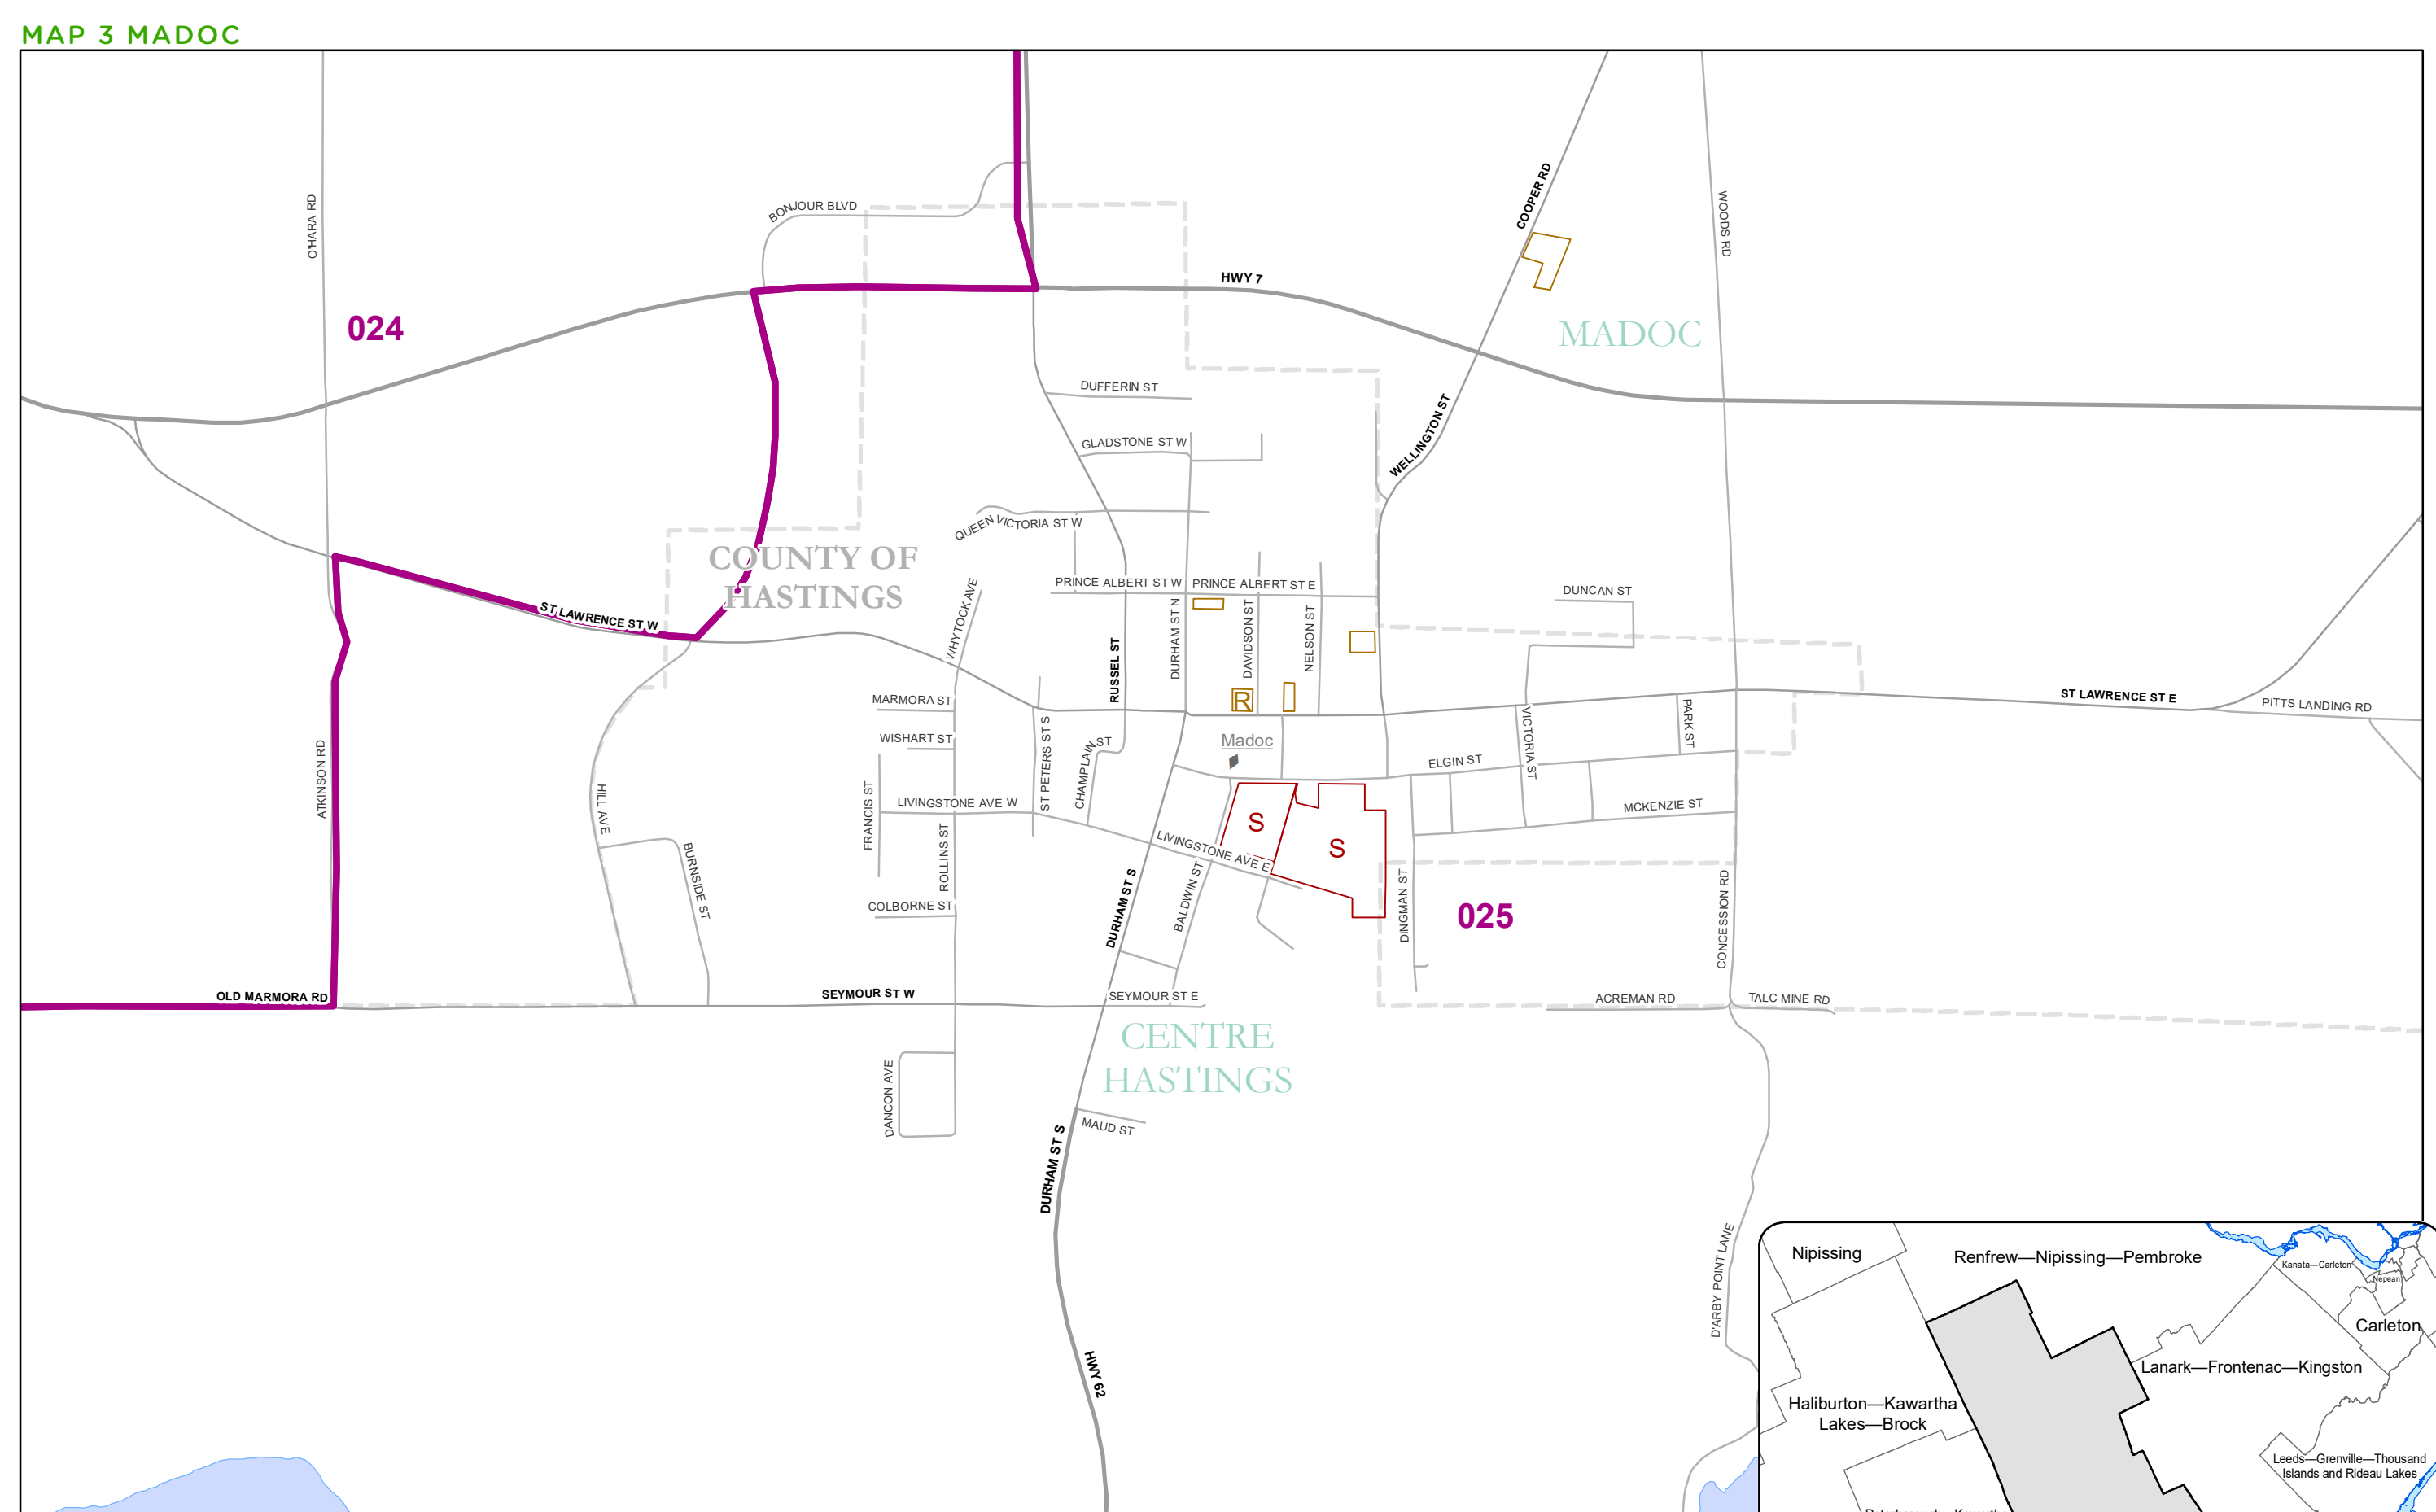 MAP 3 MADOC
O'HARA RD
BONJOUR BLVD
COOPER RD
WOODS RD
HWY 7
024
MADOC
DUFFERIN ST
GLADSTONE ST W
WELLINGTON ST
QUEEN VICTORIA ST W
COUNTY OF
HASTINGS
PRINCE ALBERT ST W
PRINCE ALBERT ST E
DUNCAN ST
ST LAWRENCE ST W
WHYTOCK AVE
RUSSEL ST
DURHAM ST N
DAVIDSON ST
NELSON ST
R
MARMORA ST
WISHART ST
ST PETERS ST S
CHAMPLAIN ST
Madoc
VICTORIA ST
PARK ST
ST LAWRENCE ST E
PITTS LANDING RD
ELGIN ST
ATKINSON RD
HILL AVE
FRANCIS ST
LIVINGSTONE AVE W
ROLLINS ST
LIVINGSTONE AVE E
S
S
MCKENZIE ST
BURNSIDE ST
COLBORNE ST
DURHAM ST S
BALDWIN ST
DINGMAN ST
025
CONCESSION RD
OLD MARMORA RD
SEYMOUR ST W
SEYMOUR ST E
ACREMAN RD
TALC MINE RD
CENTRE
HASTINGS
DANCON AVE
MAUD ST
DURHAM ST S
HWY 62
D'ARBY POINT LANE
Nipissing
Renfrew—Nipissing—Pembroke
Kanata—Carleton
Nepean
Carleton
Lanark—Frontenac—Kingston
Haliburton—Kawartha
Lakes—Brock
Leeds—Grenville—Thousand
Islands and Rideau Lakes